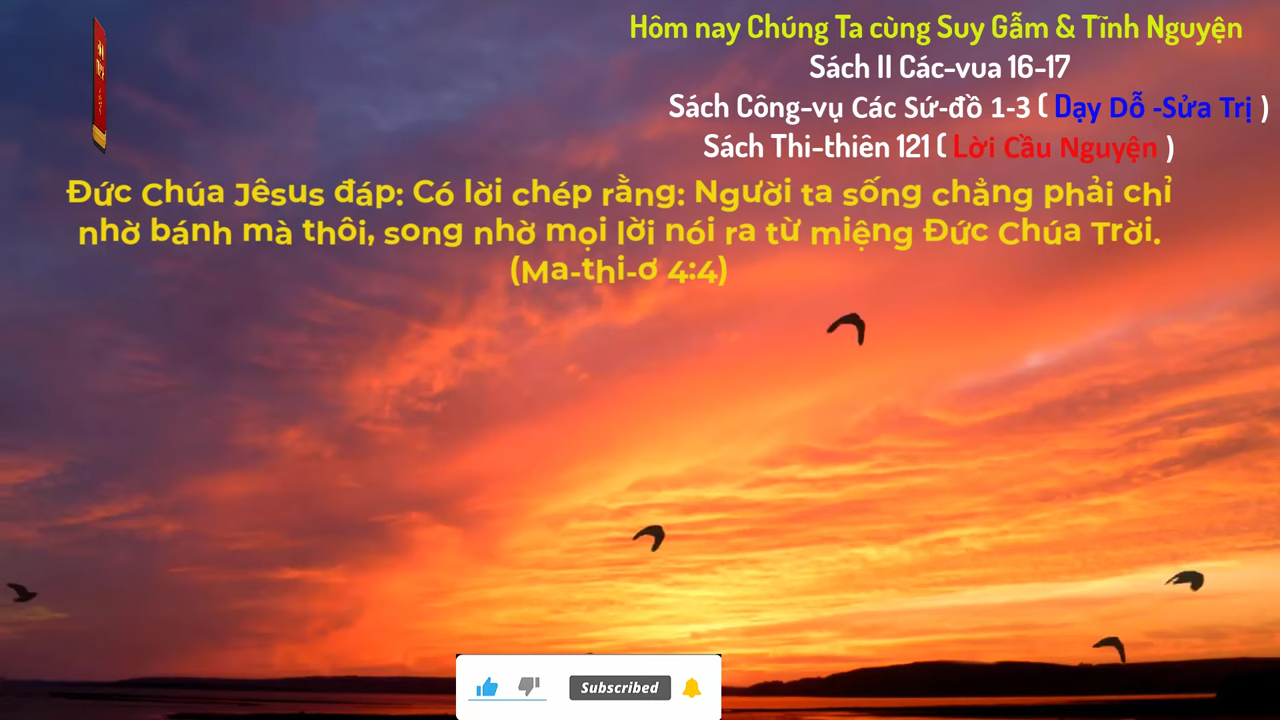 Hôm nay Chúng Ta cùng Suy Gẫm & Tĩnh Nguyện
Sách II Các-vua 16-17
Sách Công-vụ Các Sứ-đồ 1-3 ( Dạy Dỗ -Sửa Trị )
Sách Thi-thiên 121 ( Lời Cầu Nguyện )
Đức Chúa Jêsus đáp: Có lời chép rằng: Người ta sống chẳng phải chỉ
nhờ bánh mà thôi, song nhờ mọi lời nói ra từ miệng Đức Chúa Trời.
(Ma-thi-ơ 4:4)
Subscribed